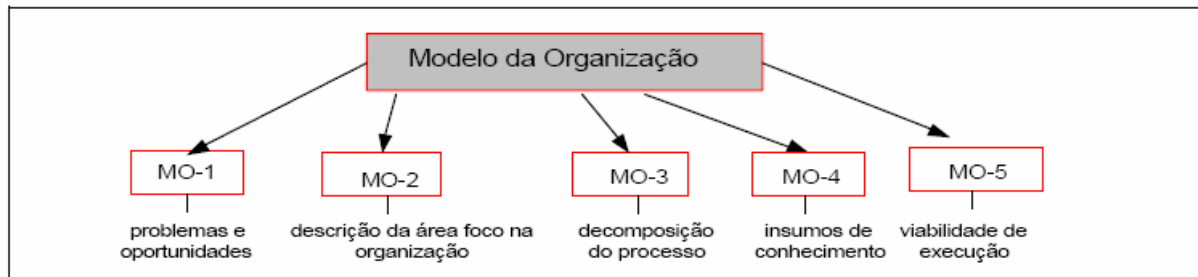 Modelo da Organização
MO-1
MO-2
MO-3
MO-4
MO-5
problemas e
oportunidades
descrição da área foco na
organização
decomposição
do processo
insumos de
conhecimento
viabilidade de
execução